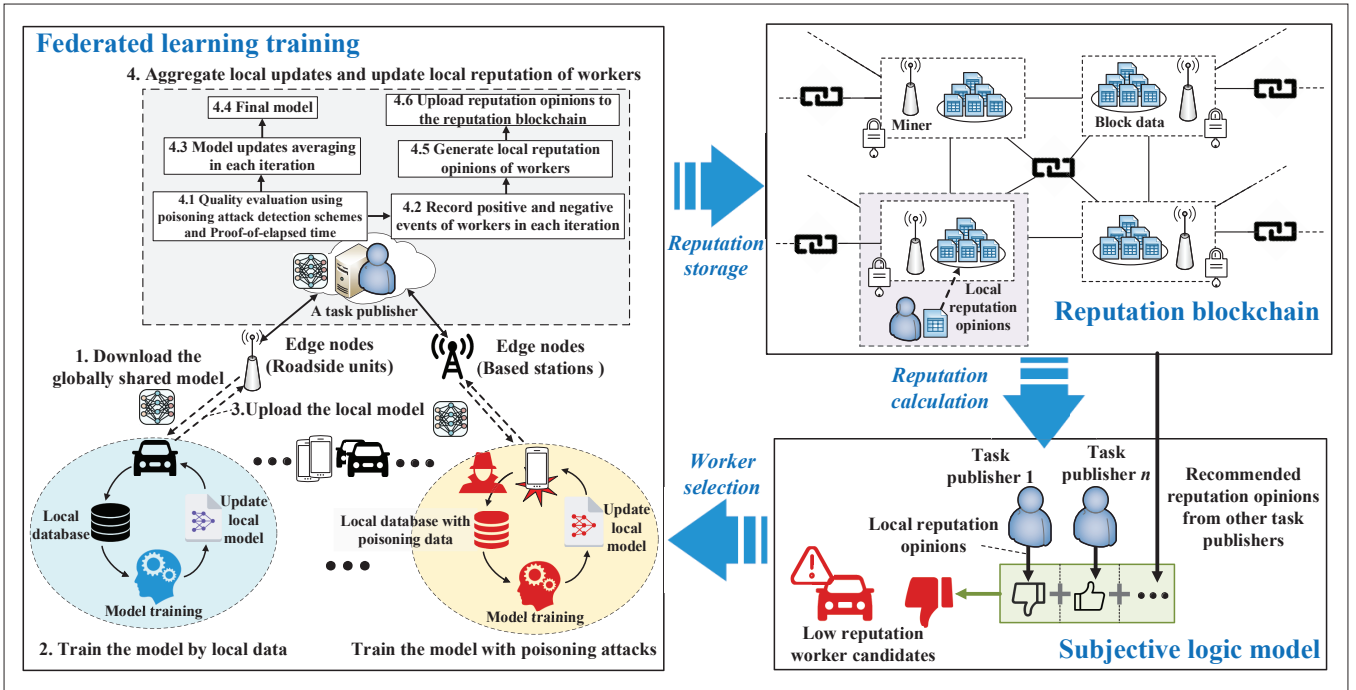 Federated learning training
4. Aggregate local updates and update local reputation of workers
4.4 Final model
4.6 Upload reputation opinions to
the reputation blockchain
4.3 Model updates averaging
in each iteration
4.5 Generate local reputation
opinions of workers
4.1 Quality evaluation using
poisoning attack detection schemes
and Proof-of-elapsed time
4.2 Record positive and negative
events of workers in each iteration
A task publisher
Edge nodes
(Roadside units)
Edge nodes
(Based stations )
1. Download the
globally shared model
3.Upload the local model
Local
database
Update
local
model
Model training
Local database with
poisoning data
Update
local
model
Model training
2. Train the model by local data
Train the model with poisoning attacks
Reputation
storage
Miner
Block data
Local
reputation
opinions
Reputation blockchain
Reputation
calculation
Worker
selection
Task
publisher 1
Task
publisher n
Recommended
reputation opinions
from other task
publishers
Local reputation
opinions
Low reputation
worker candidates
Subjective logic model